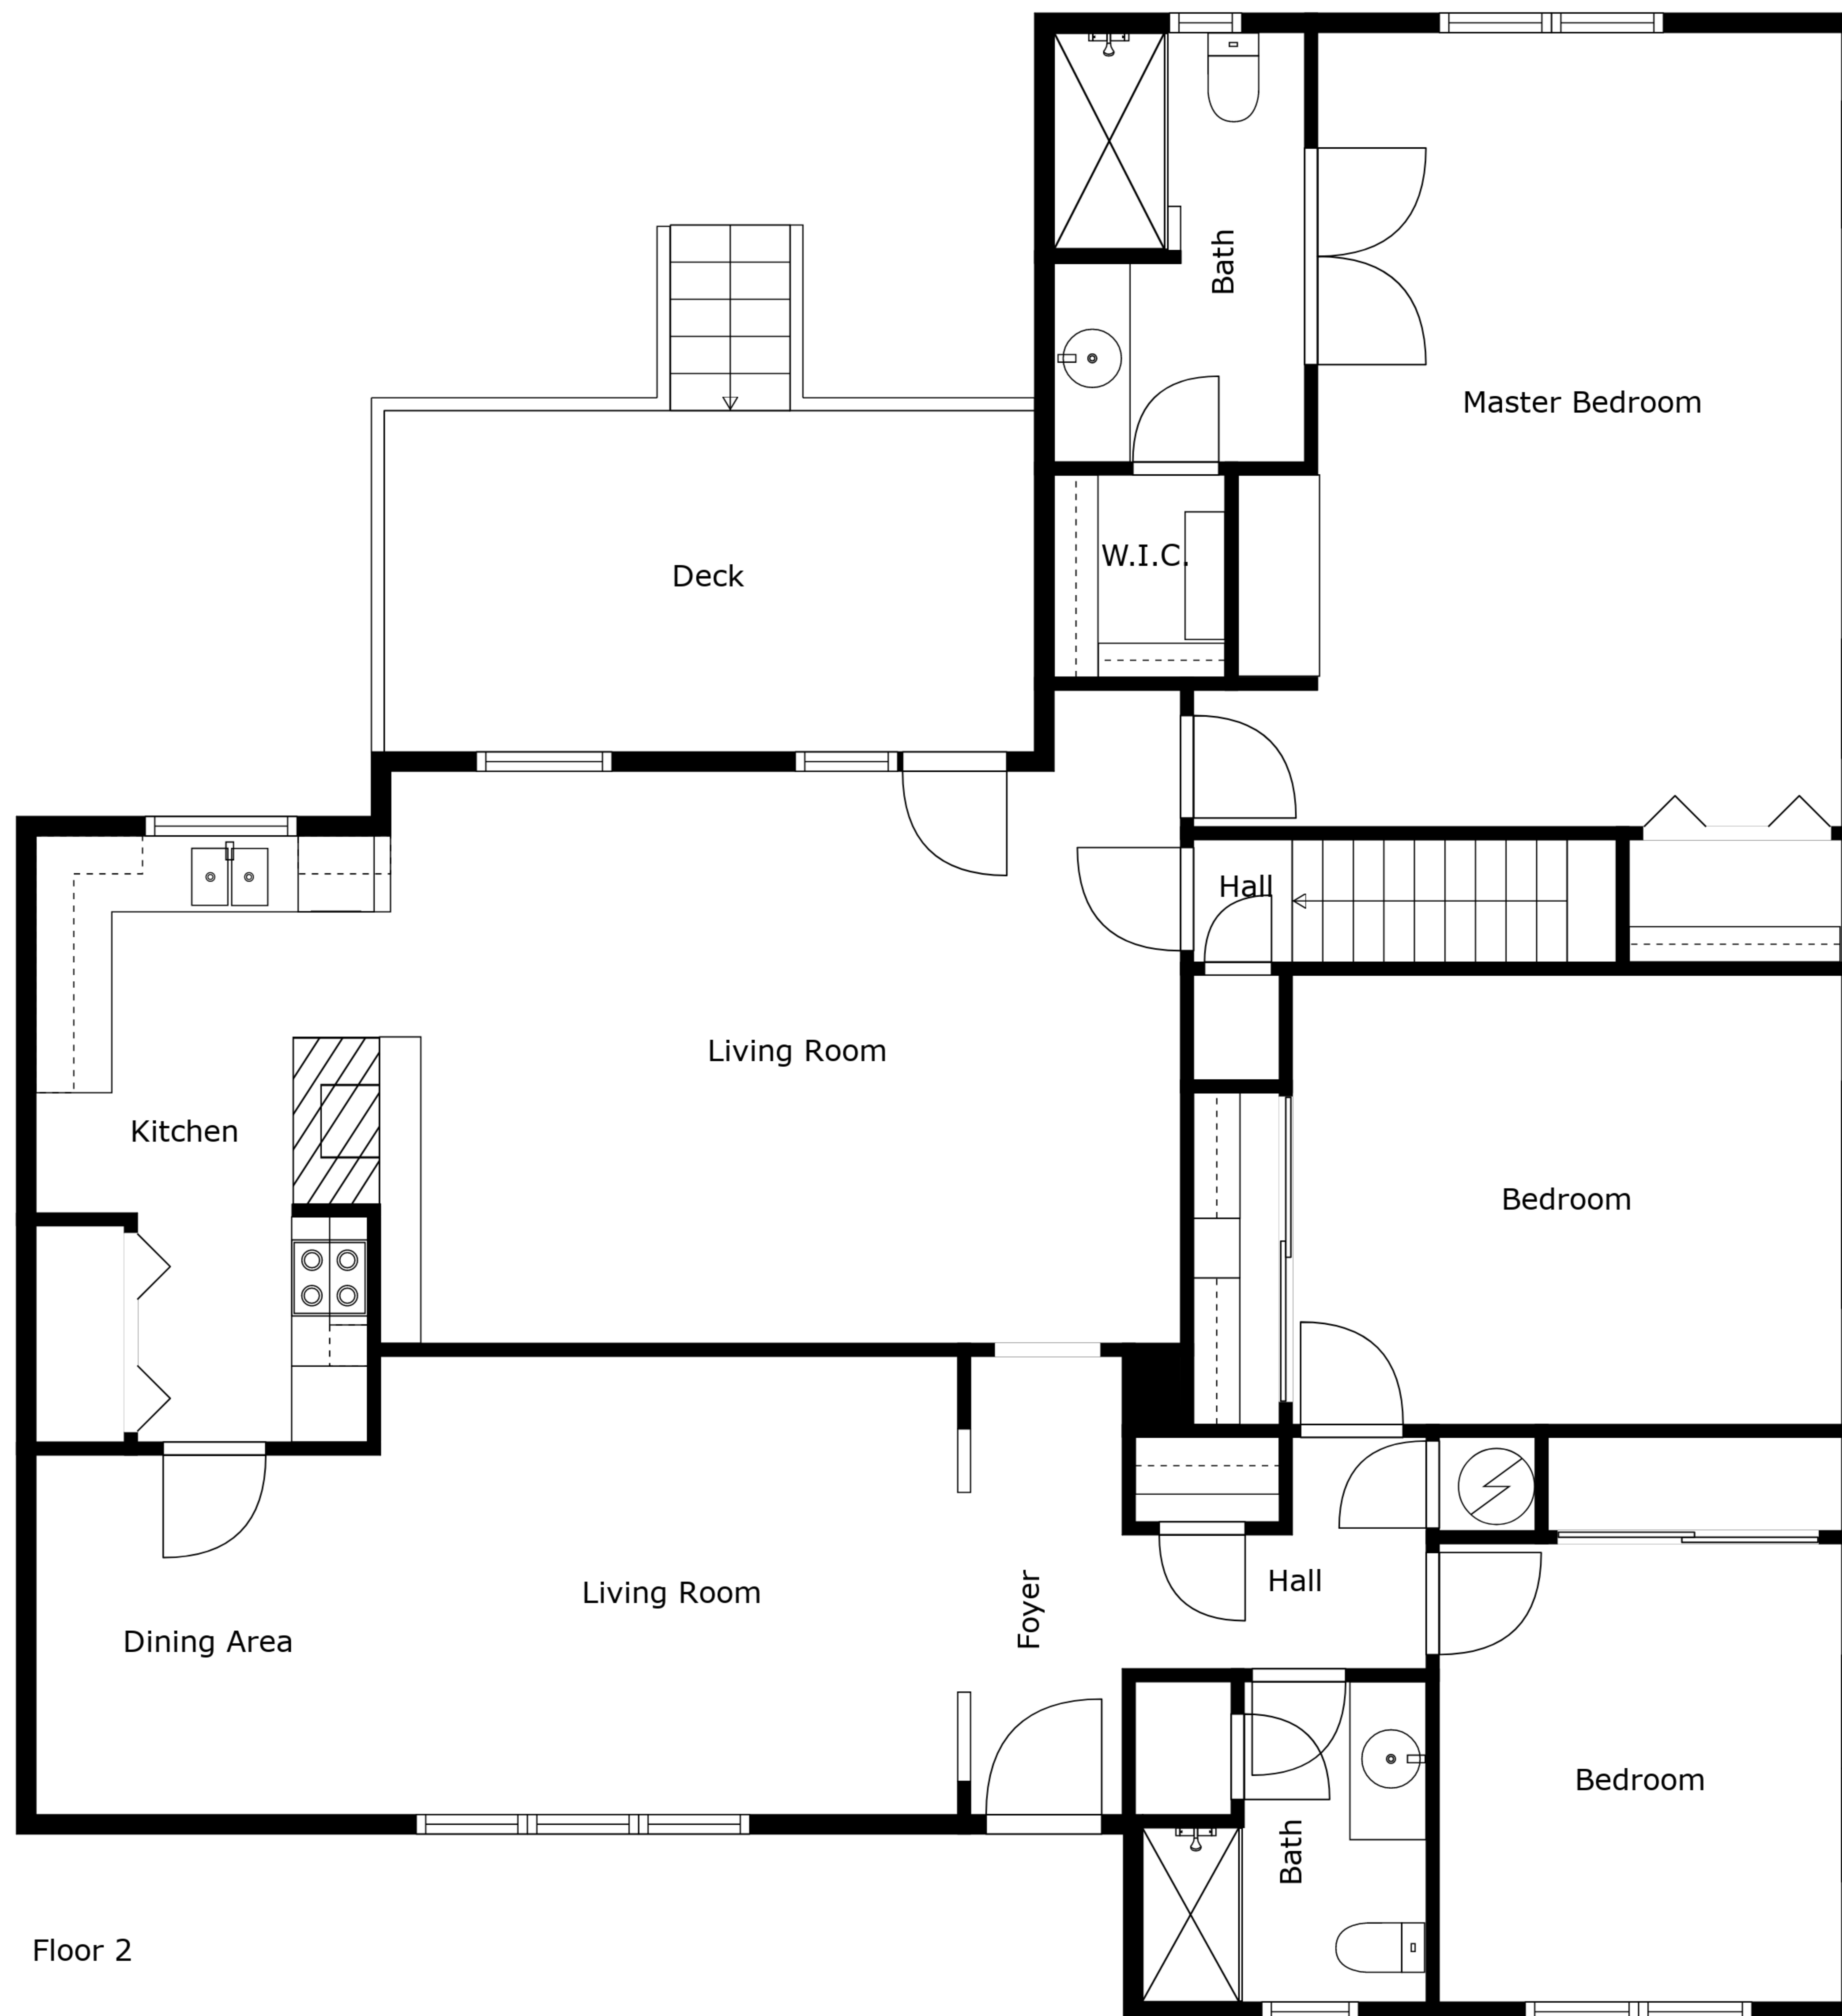 Bath
Master Bedroom
W.I.C.
Deck
Hall
Living Room
Kitchen
Bedroom
Hall
Living Room
Foyer
Dining Area
Bedroom
Bath
Floor 2